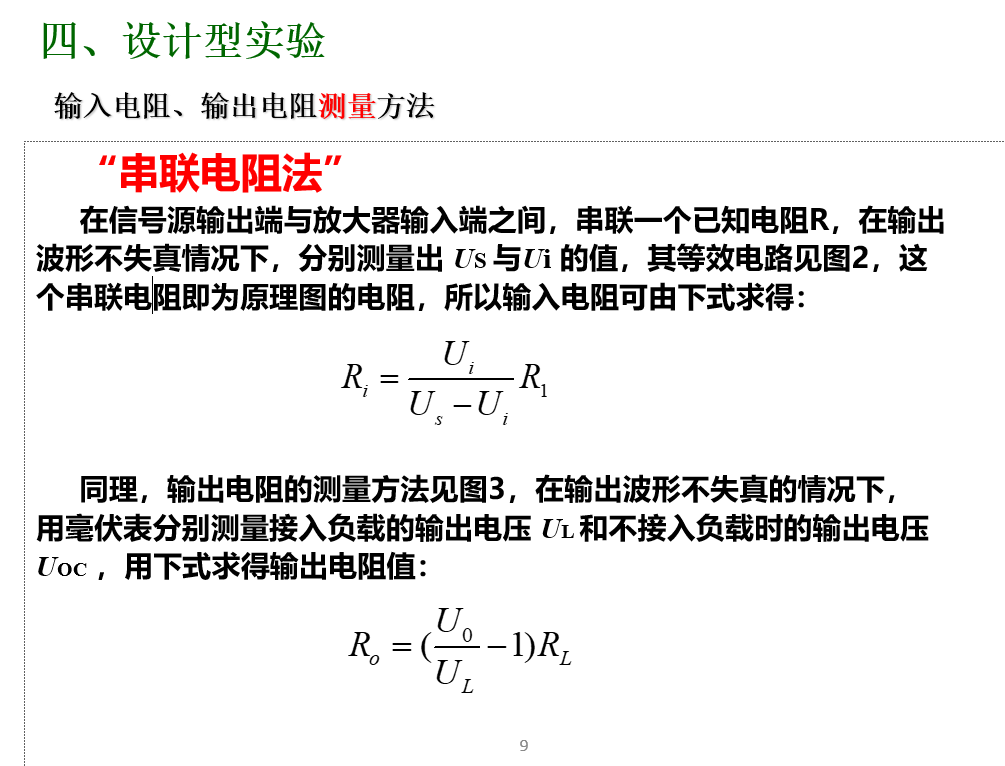 四、设计型实验
输入电阻、输出电阻测量方法
“串联电阻法”
在信号源输出端与放大器输入端之间，串联一个已知电阻R，在输出
波形不失真情况下，分别测量出 US 与Ui 的值，其等效电路见图2，这
个串联电阻即为原理图的电阻，所以输入电阻可由下式求得：
R_i = \frac{U_i}{U_s - U_i} R_1
同理，输出电阻的测量方法见图3，在输出波形不失真的情况下，
用毫伏表分别测量接入负载的输出电压 UL 和不接入负载时的输出电压
UOC ，用下式求得输出电阻值：
R_o = (\frac{U_0}{U_L} - 1) R_L
9